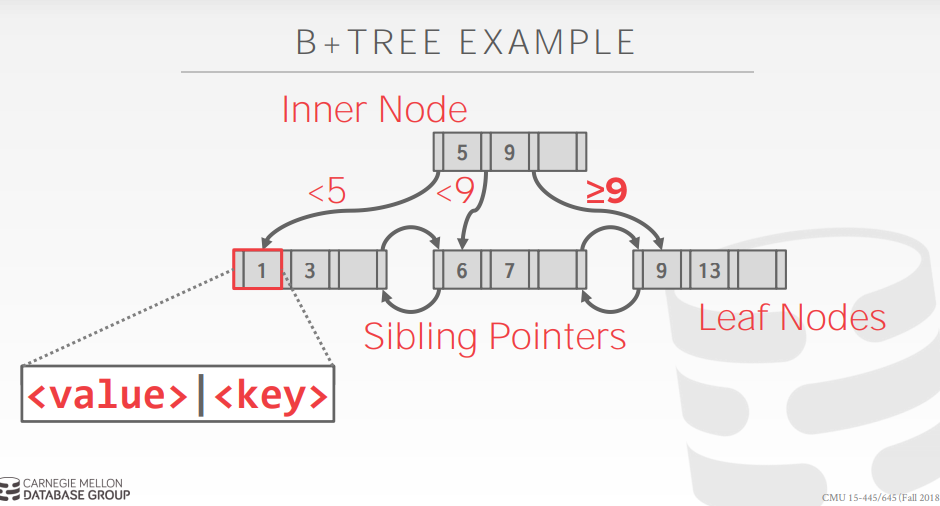 B+TREE EXAMPLE
Inner Node
5 9
<5 <9 ≥9
1 3 6 7 9 13
Sibling Pointers
Leaf Nodes
<value>|<key>
CARNEGIE MELLON
DATABASE GROUP
CMU 15-445/645 (Fall 2018